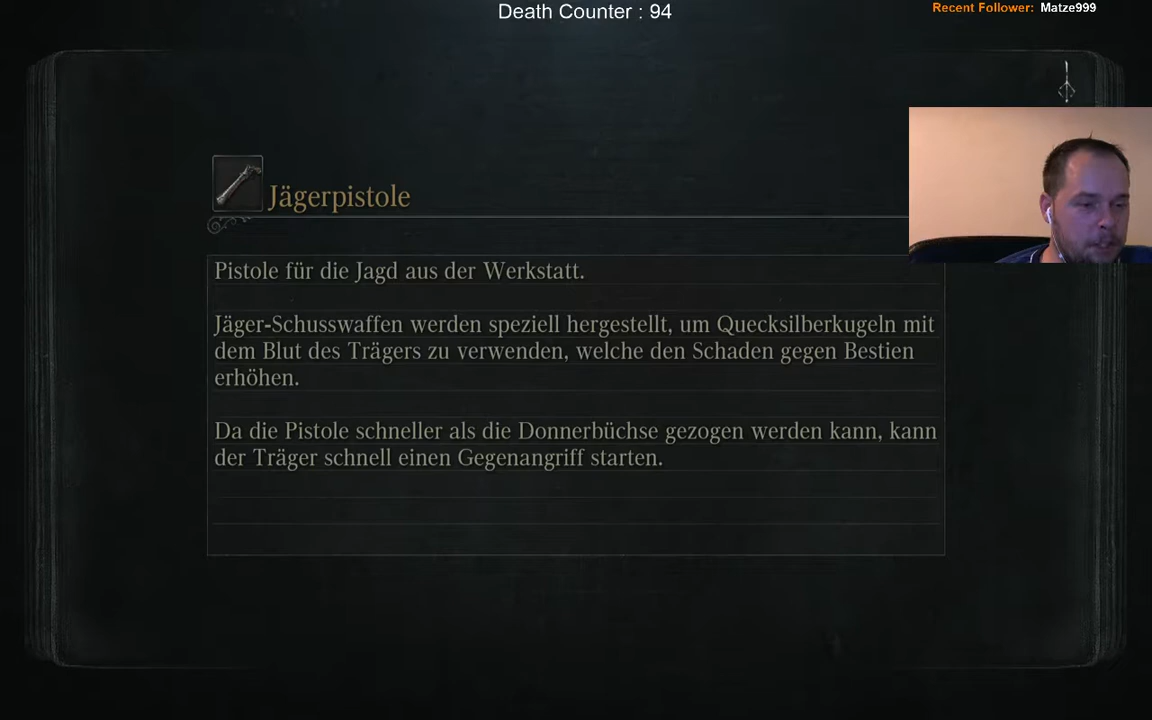 Death Counter : 94
Recent Follower: Matze999
Jägerpistole
Pistole für die Jagd aus der Werkstatt.
Jäger-Schusswaffen werden speziell hergestellt, um Quecksilberkugeln mit
dem Blut des Trägers zu verwenden, welche den Schaden gegen Bestien
erhöhen.
Da die Pistole schneller als die Donnerbüchse gezogen werden kann, kann
der Träger schnell einen Gegenangriff starten.